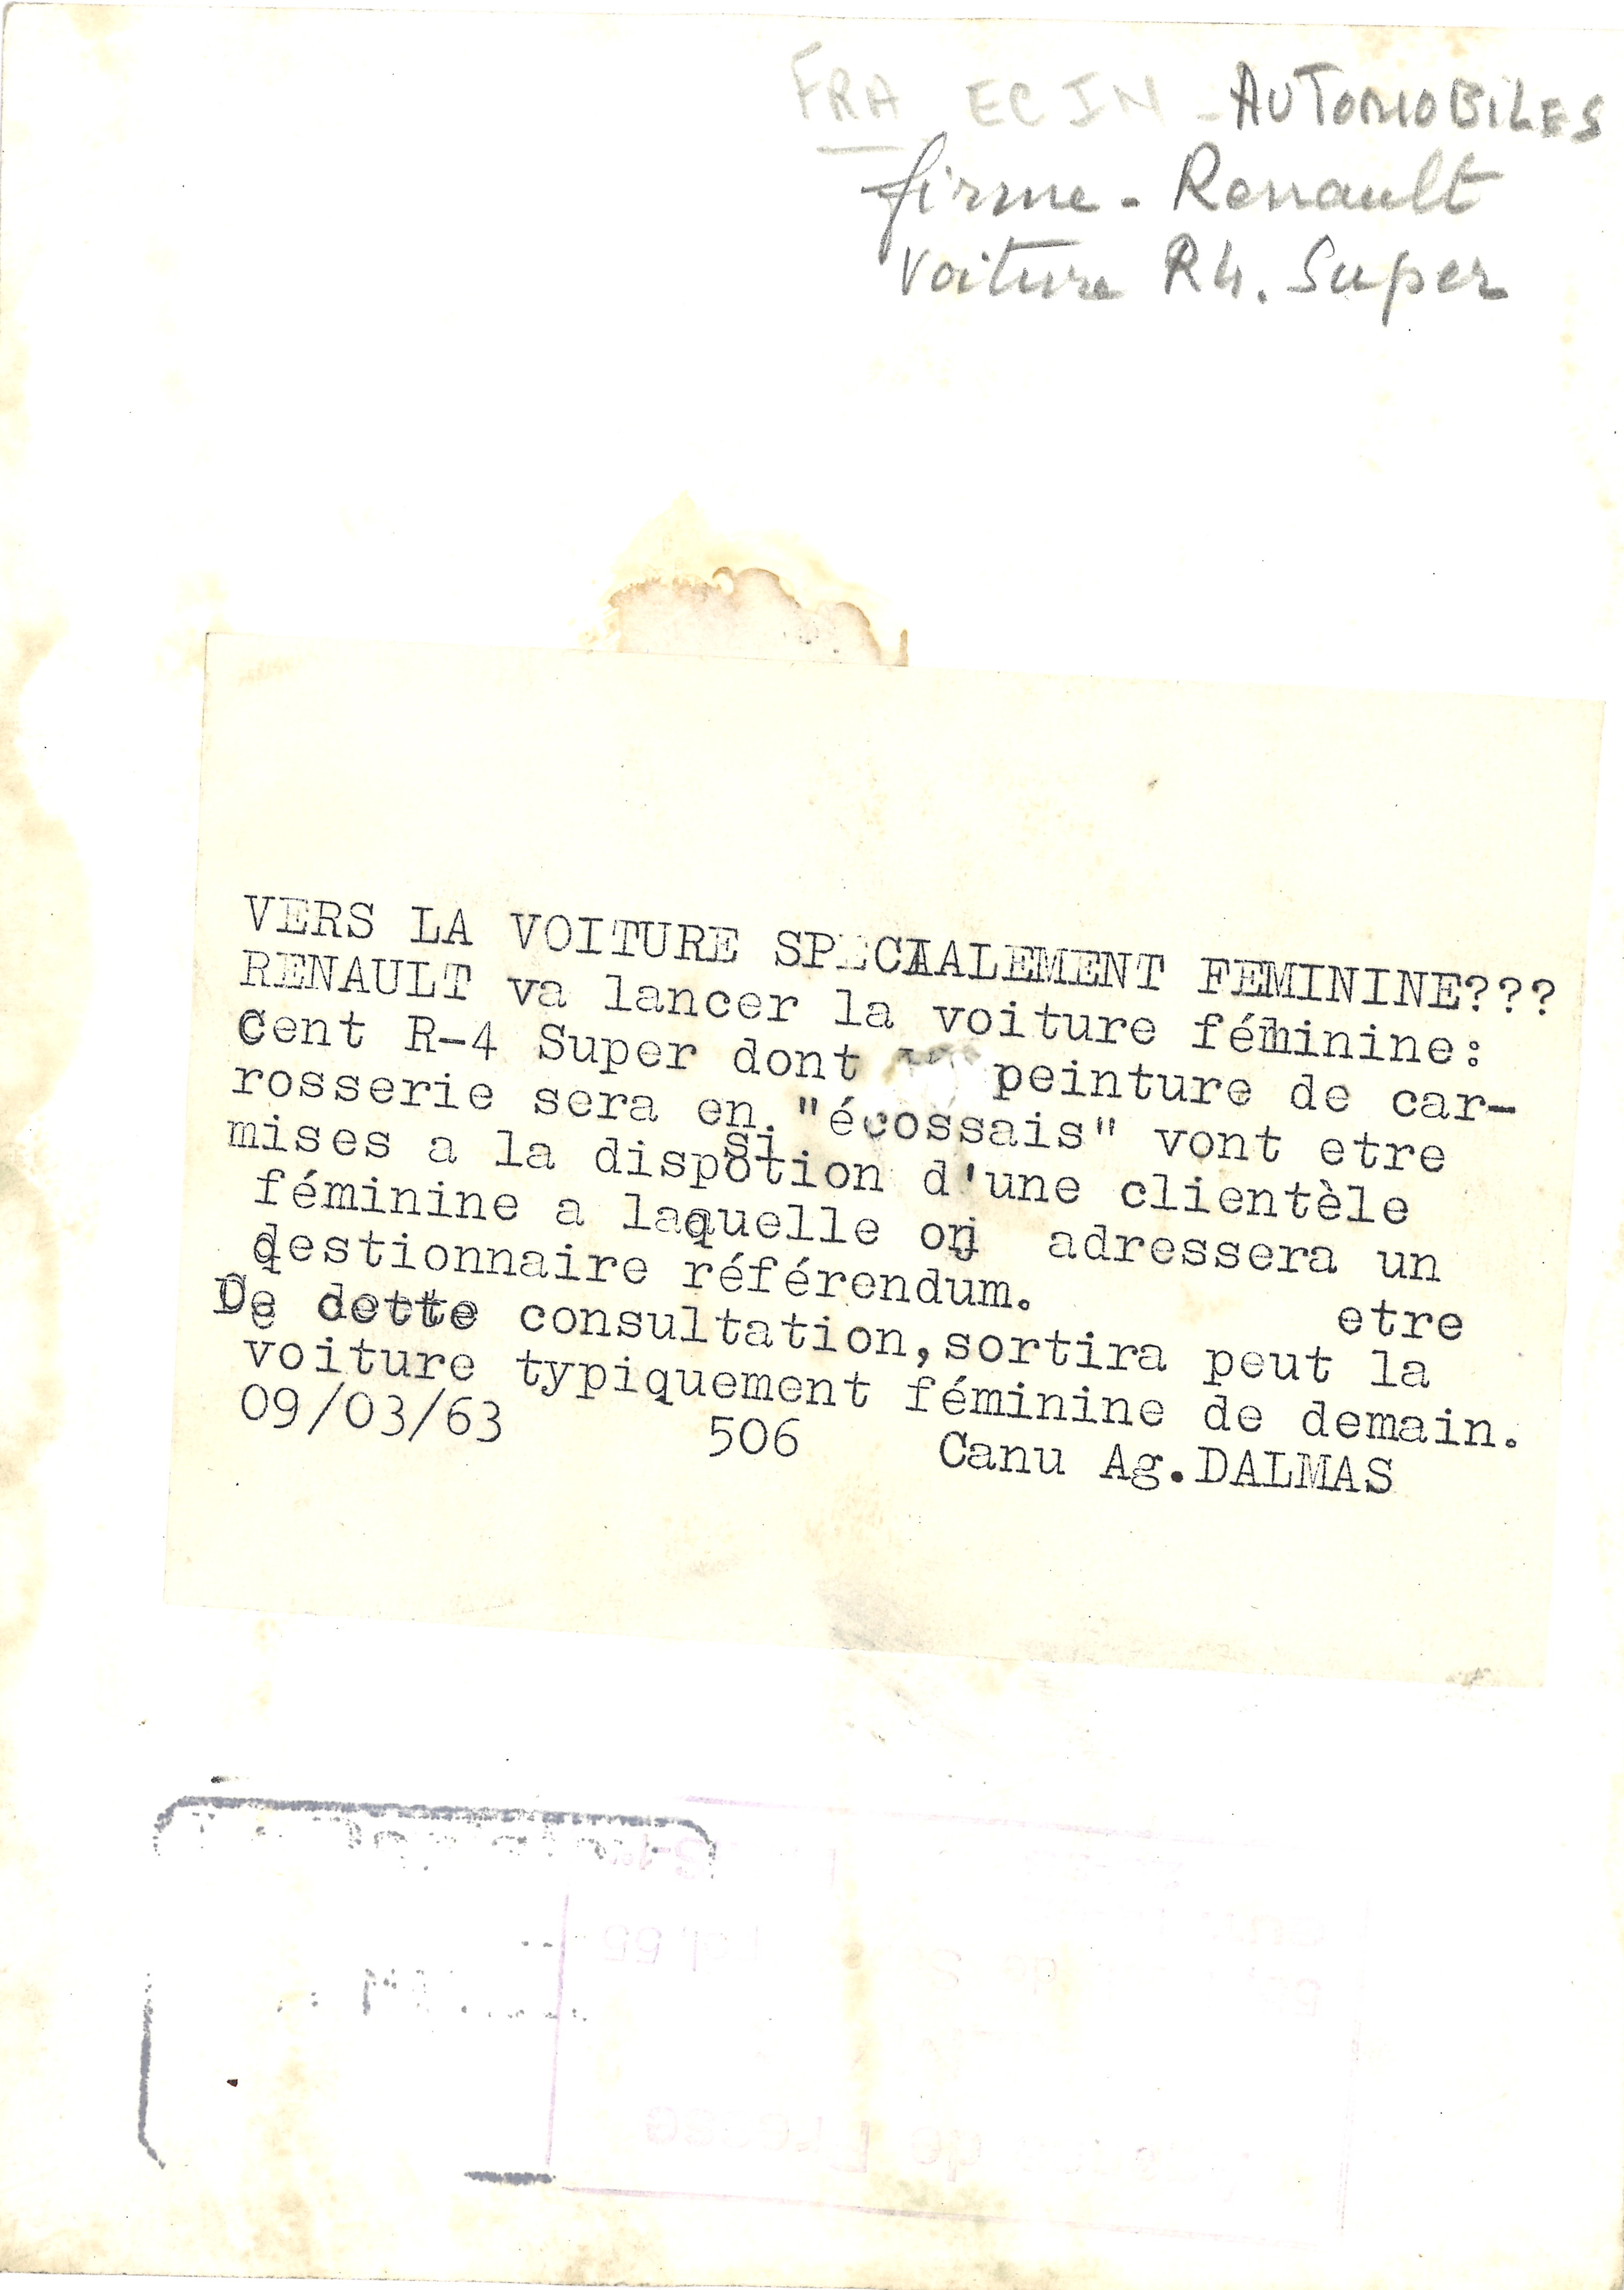 FRA ECIN - AUTOMOBILES
firme - Renault
voiture R4. Super
VERS LA VOITURE SPECIALEMENT FEMININE???
RENAULT va lancer la voiture féminine:
Cent R-4 Super dont peinture de car-
rosserie sera en "écossais" vont etre
si
mises a la dispotion d'une clientèle
féminine a laquelle on adressera un
qestionnaire référendum.
etre
De cette consultation, sortira peut la
voiture typiquement féminine de demain.
09/03/63 506 Canu Ag.DALMAS